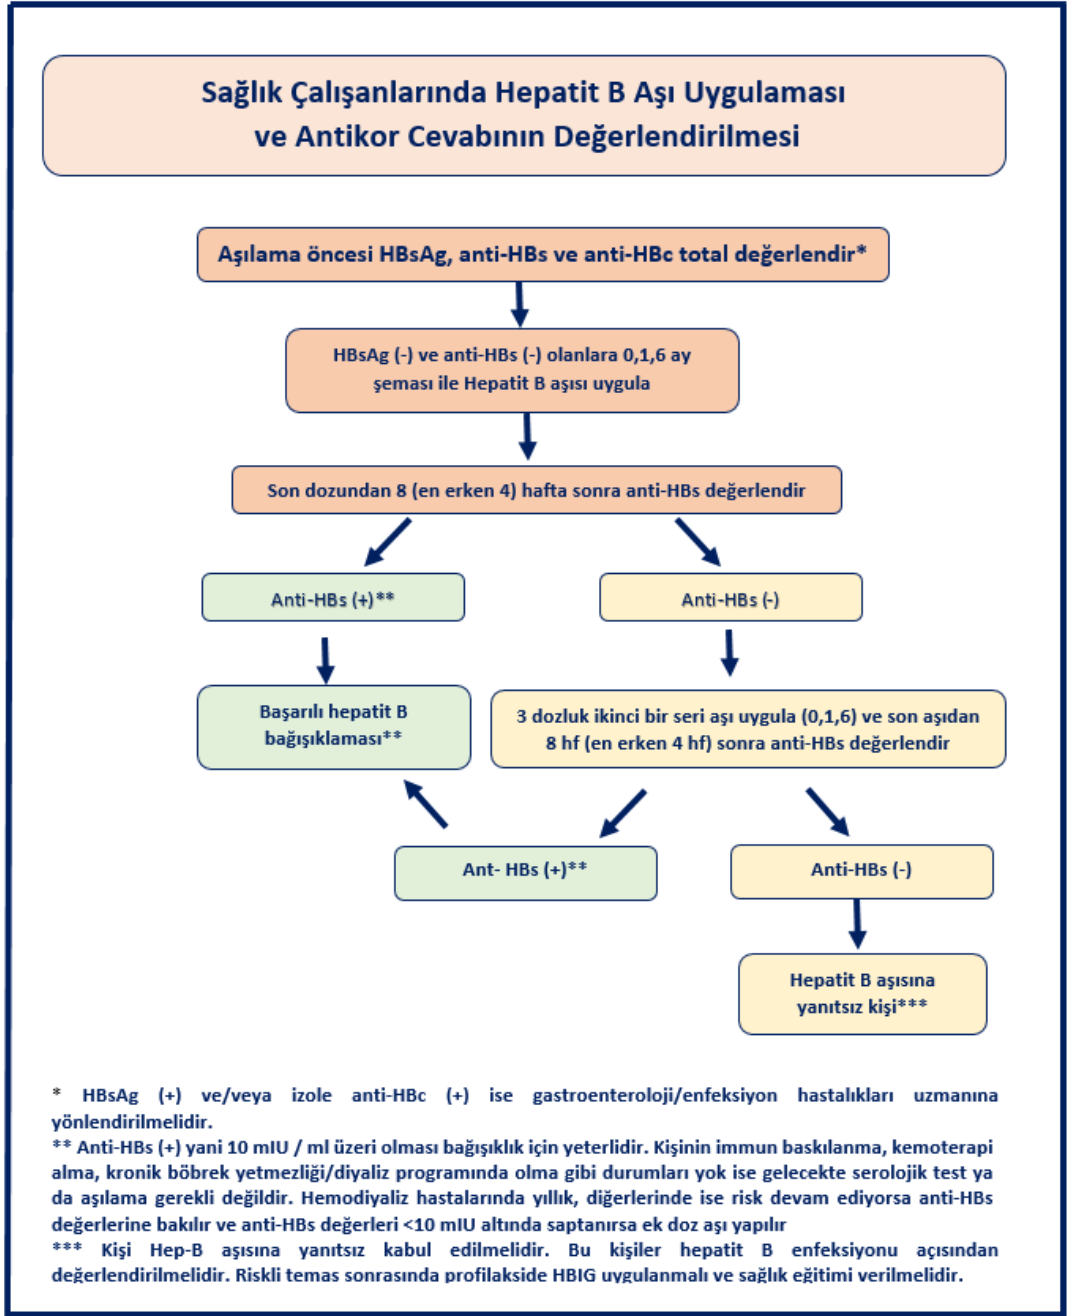 Sağlık Çalışanlarında Hepatit B Aşı Uygulaması
ve Antikor Cevabının Değerlendirilmesi
Aşılama öncesi HBsAg, anti-HBs ve anti-HBc total değerlendir*
HBsAg (-) ve anti-HBs (-) olanlara 0,1,6 ay
şeması ile Hepatit B aşısı uygula
Son dozundan 8 (en erken 4) hafta sonra anti-HBs değerlendir
Anti-HBs (+)**
Anti-HBs (-)
Başarılı hepatit B
bağışıklaması**
3 dozluk ikinci bir seri aşı uygula (0,1,6) ve son aşıdan
8 hf (en erken 4 hf) sonra anti-HBs değerlendir
Ant- HBs (+)**
Anti-HBs (-)
Hepatit B aşısına
yanıtsız kişi***
* HBsAg (+) ve/veya izole anti-HBc (+) ise gastroenteroloji/enfeksiyon hastalıkları uzmanına
yönlendirilmelidir.
** Anti-HBs (+) yani 10 mIU / ml üzeri olması bağışıklık için yeterlidir. Kişinin immun baskılanma, kemoterapi
alma, kronik böbrek yetmezliği/diyaliz programında olma gibi durumları yok ise gelecekte serolojik test ya
da aşılama gerekli değildir. Hemodiyaliz hastalarında yıllık, diğerlerinde ise risk devam ediyorsa anti-HBs
değerlerine bakılır ve anti-HBs değerleri <10 mIU altında saptanırsa ek doz aşı yapılır
*** Kişi Hep-B aşısına yanıtsız kabul edilmelidir. Bu kişiler hepatit B enfeksiyonu açısından
değerlendirilmelidir. Riskli temas sonrasında profilakside HBIG uygulanmalı ve sağlık eğitimi verilmelidir.